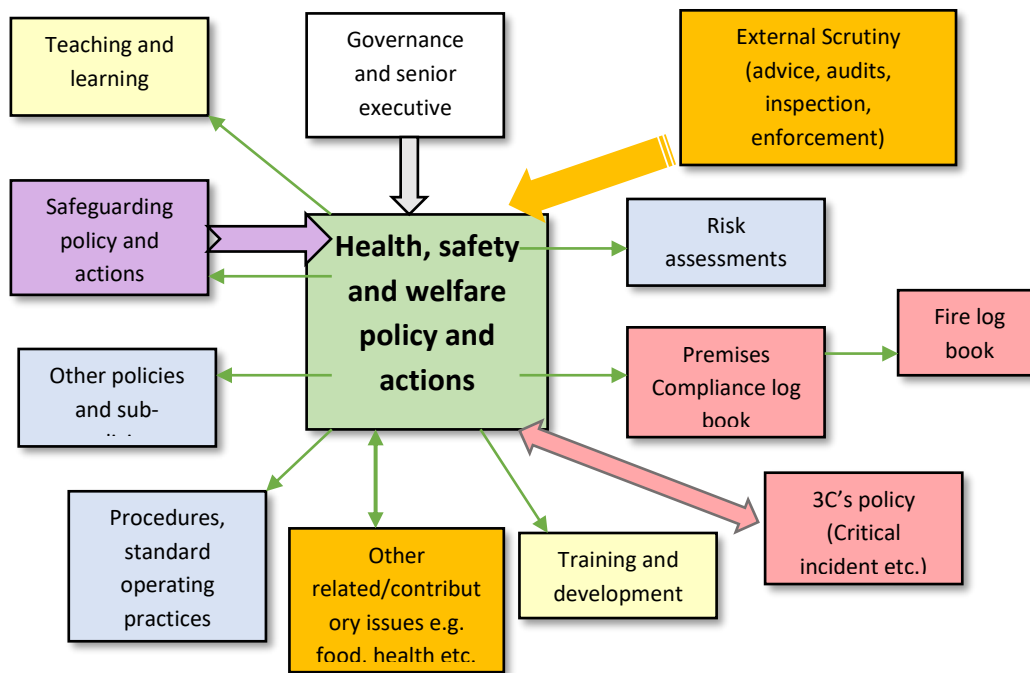 Teaching and
learning
Governance
and senior
executive
External Scrutiny
(advice, audits,
inspection,
enforcement)
Safeguarding
policy and
actions
Health, safety
and welfare
policy and
actions
Risk
assessments
Fire log
book
Premises
Compliance log
book
Other policies
and sub-
3C's policy
(Critical
incident etc.)
Procedures,
standard
operating
practices
Other
related/contribut
ory issues e.g.
food, health etc.
Training and
development